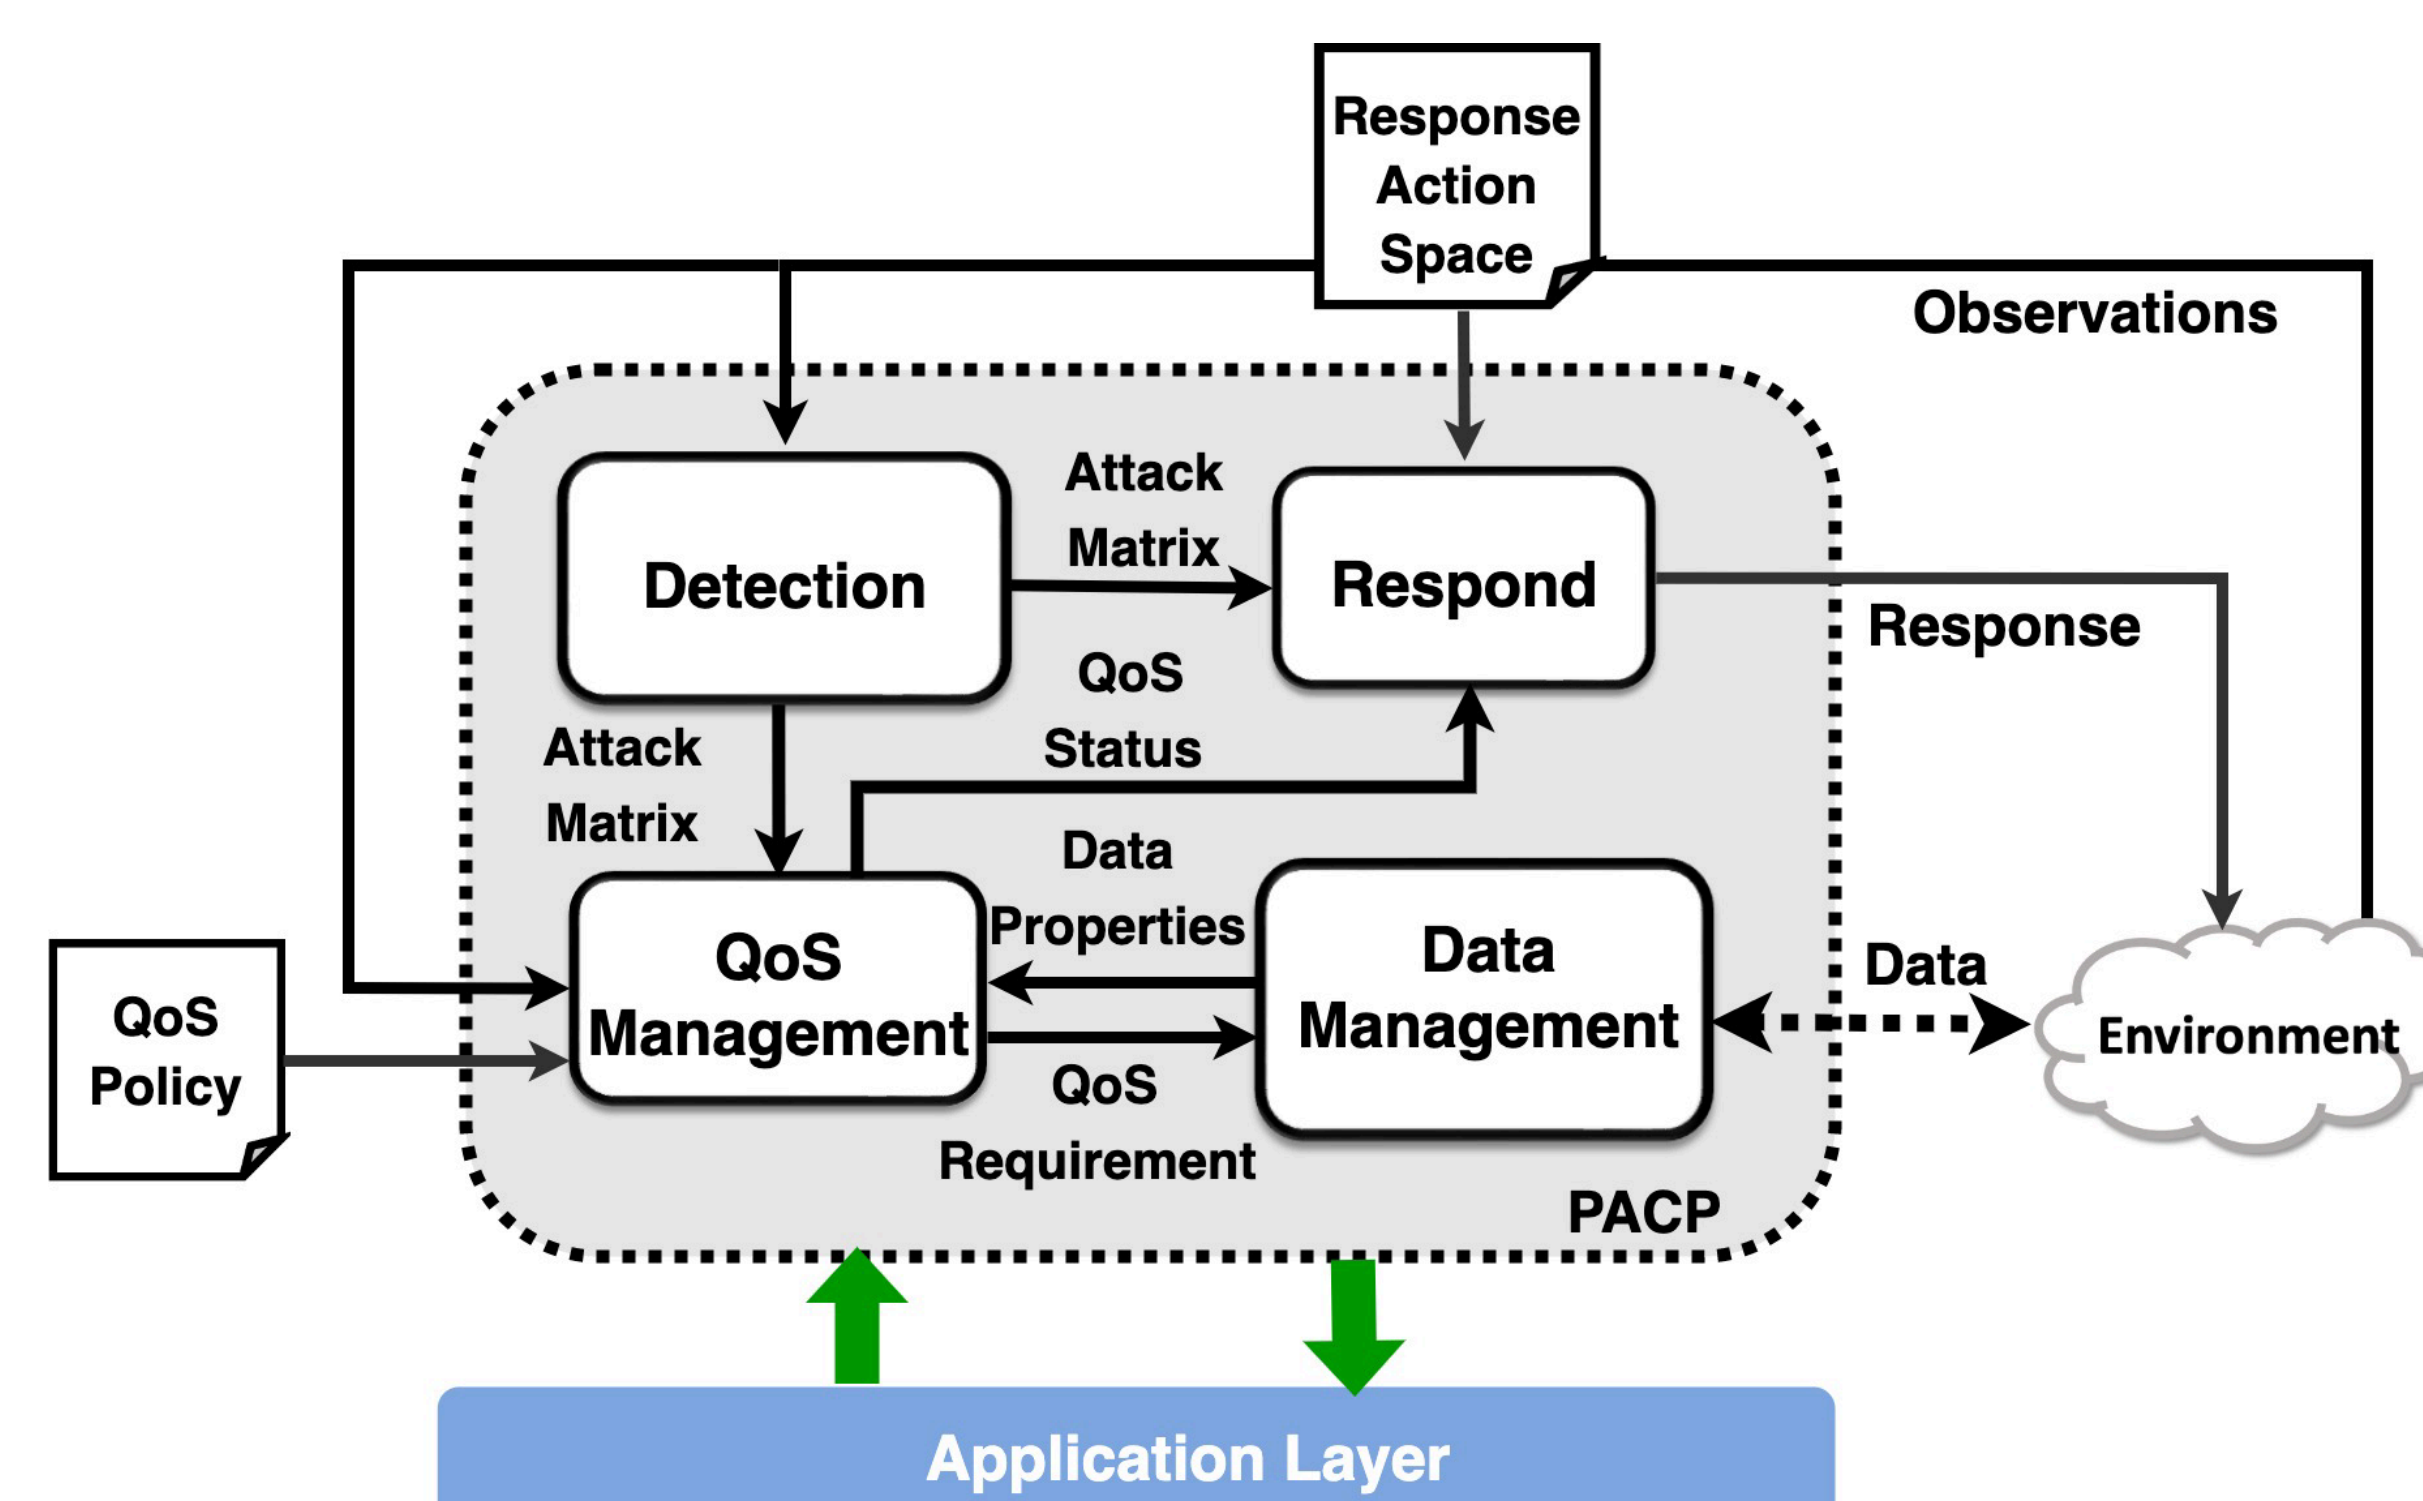 Response
Action
Space
Observations
Attack
Matrix
Detection
Respond
Response
QoS
Status
Attack
Matrix
Data
Properties
QoS
Management
Data
Management
Data
Environment
QoS
Policy
QoS
Requirement
PACP
Application Layer